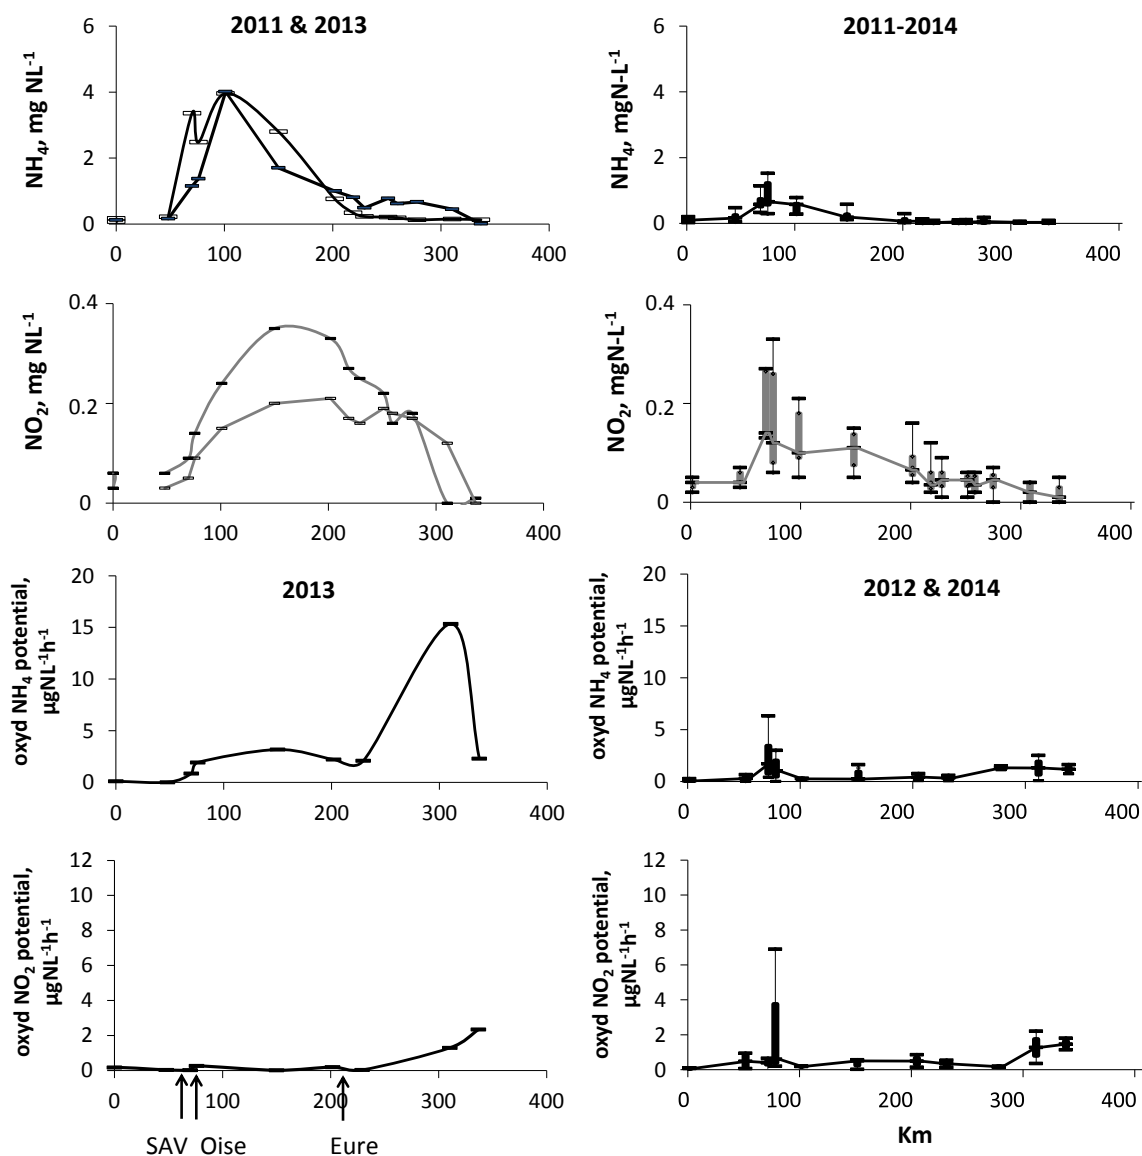 2011 & 2013
NH4, mg NL-1
6
4
2
0
0 100 200 300 400
2011-2014
NH4, mgN-L-1
6
4
2
0
0 100 200 300 400
NO2, mg NL-1
0.4
0.2
0
0 100 200 300 400
NO2, mgN-L-1
0.4
0.2
0
0 100 200 300 400
2013
oxyd NH4 potential,
µgNL-1h-1
20
15
10
5
0
0 100 200 300 400
2012 & 2014
oxyd NH4 potential,
µgNL-1h-1
20
15
10
5
0
0 100 200 300 400
oxyd NO2 potential,
µgNL-1h-1
12
10
8
6
4
2
0
0 100 200 300 400
SAV Oise Eure
oxyd NO2 potential,
µgNL-1h-1
12
10
8
6
4
2
0
0 100 200 300 400
Km